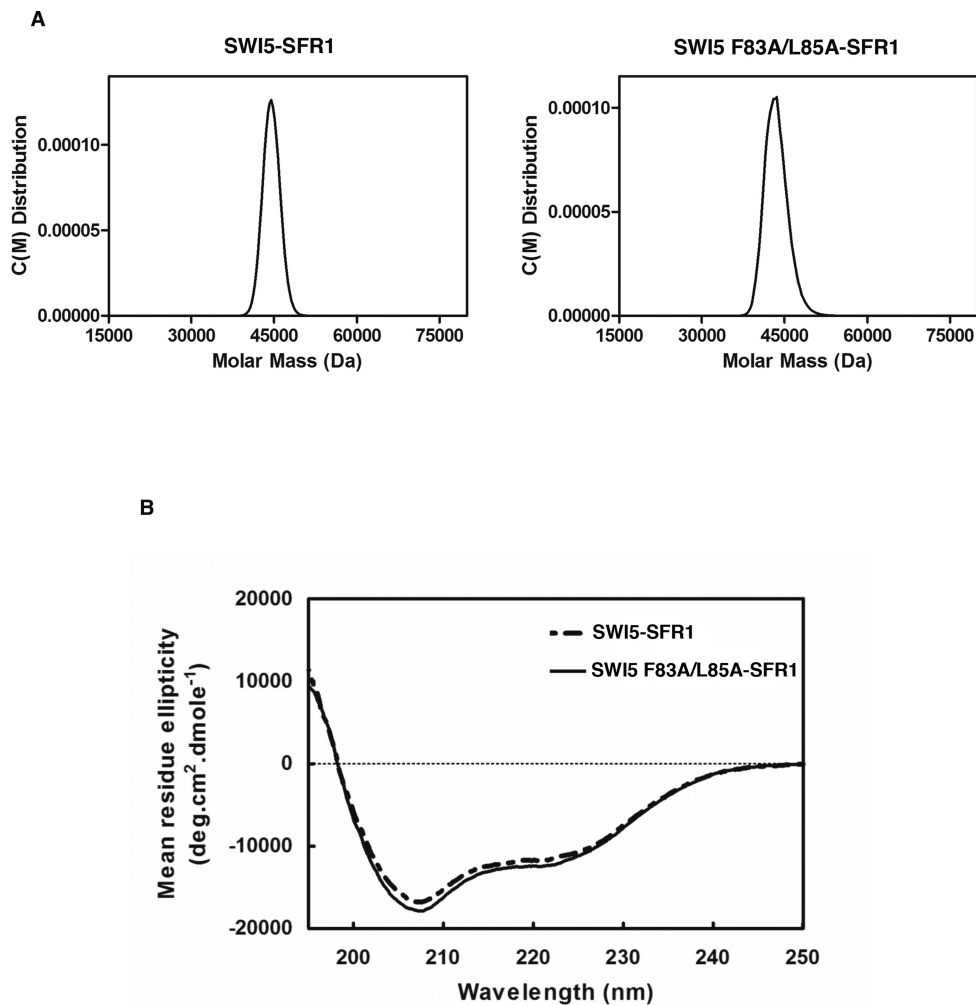 A
SWI5-SFR1
SWI5 F83A/L85A-SFR1
C(M) Distribution
0.00010
0.00005
0.00000
15000 30000 45000 60000 75000
Molar Mass (Da)
C(M) Distribution
0.00010
0.00005
0.00000
15000 30000 45000 60000 75000
Molar Mass (Da)
B
Mean residue ellipticity
(deg.cm².dmole⁻¹)
20000
10000
0
-10000
-20000
SWI5-SFR1
SWI5 F83A/L85A-SFR1
200 210 220 230 240 250
Wavelength (nm)